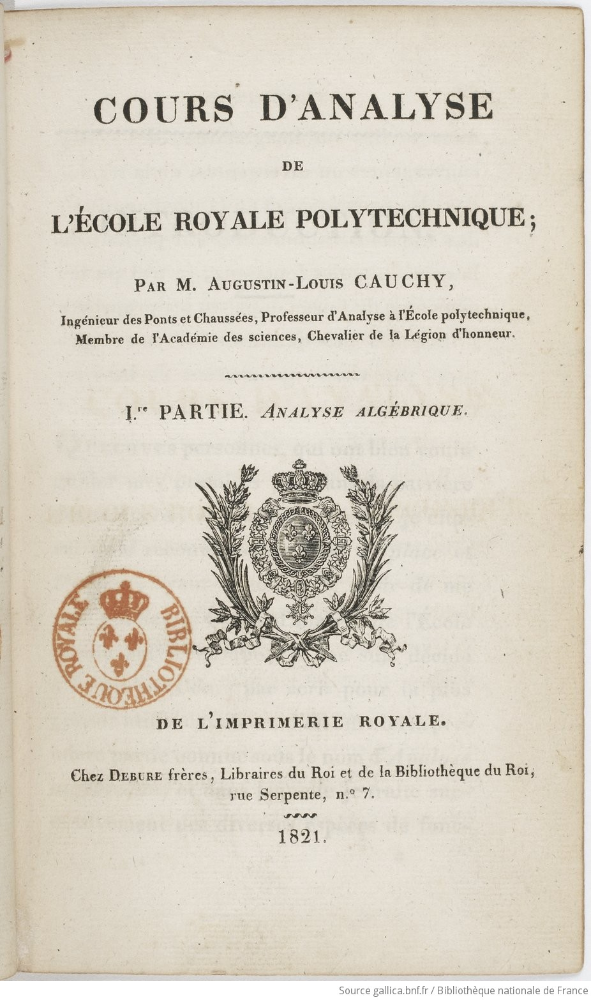 COURS D'ANALYSE
DE
L'ÉCOLE ROYALE POLYTECHNIQUE;
PAR M. AUGUSTIN-LOUIS CAUCHY,
Ingénieur des Ponts et Chaussées, Professeur d'Analyse à l'École polytechnique,
Membre de l'Académie des sciences, Chevalier de la Légion d'honneur.
I.re PARTIE. ANALYSE ALGÉBRIQUE.
BIBLIOTHÈQUE ROYALE
DE L'IMPRIMERIE ROYALE.
Chez DEBURE frères, Libraires du Roi et de la Bibliothèque du Roi,
rue Serpente, n.º 7.
1821.
Source gallica.bnf.fr / Bibliothèque nationale de France